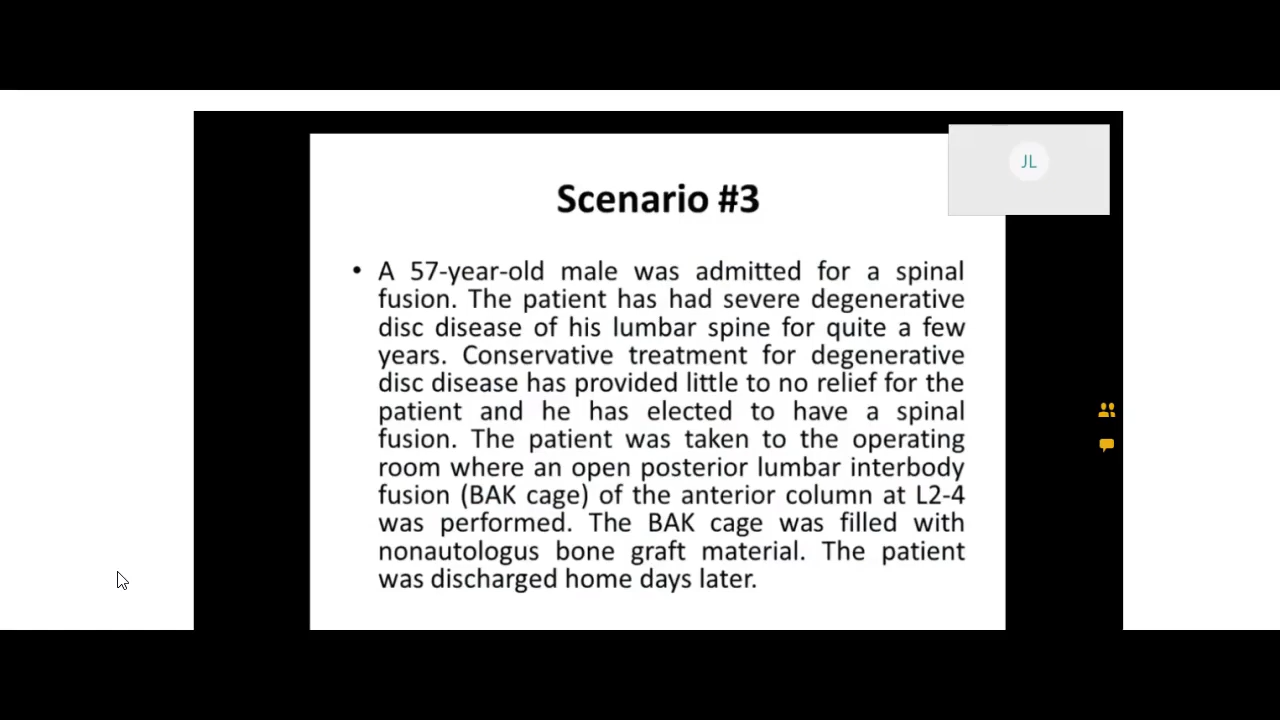 JL
Scenario #3
• A 57-year-old male was admitted for a spinal
fusion. The patient has had severe degenerative
disc disease of his lumbar spine for quite a few
years. Conservative treatment for degenerative
disc disease has provided little to no relief for the
patient and he has elected to have a spinal
fusion. The patient was taken to the operating
room where an open posterior lumbar interbody
fusion (BAK cage) of the anterior column at L2-4
was performed. The BAK cage was filled with
nonautologus bone graft material. The patient
was discharged home days later.